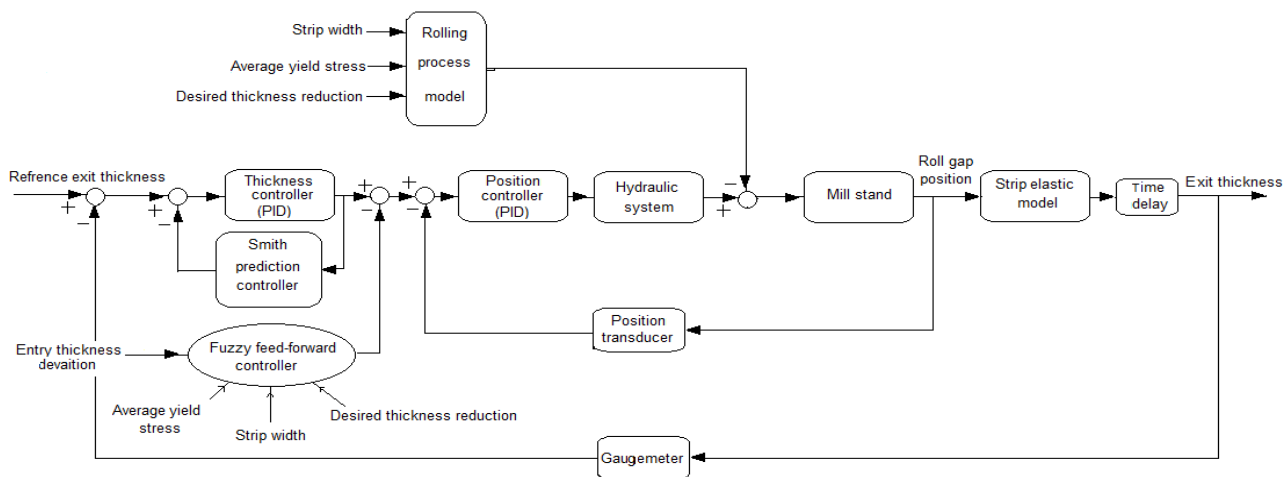 Strip width
Average yield stress
Desired thickness reduction
Rolling
process
model
Refrence exit thickness
+
−
+
−
Thickness
controller
(PID)
+
−
+
−
Position
controller
(PID)
Hydraulic
system
−
+
Mill stand
Roll gap
position
Strip elastic
model
Time
delay
Exit thickness
Smith
prediction
controller
Position
transducer
Entry thickness
devaition
Fuzzy feed-forward
controller
Average yield
stress
Strip width
Desired thickness reduction
Gaugemeter